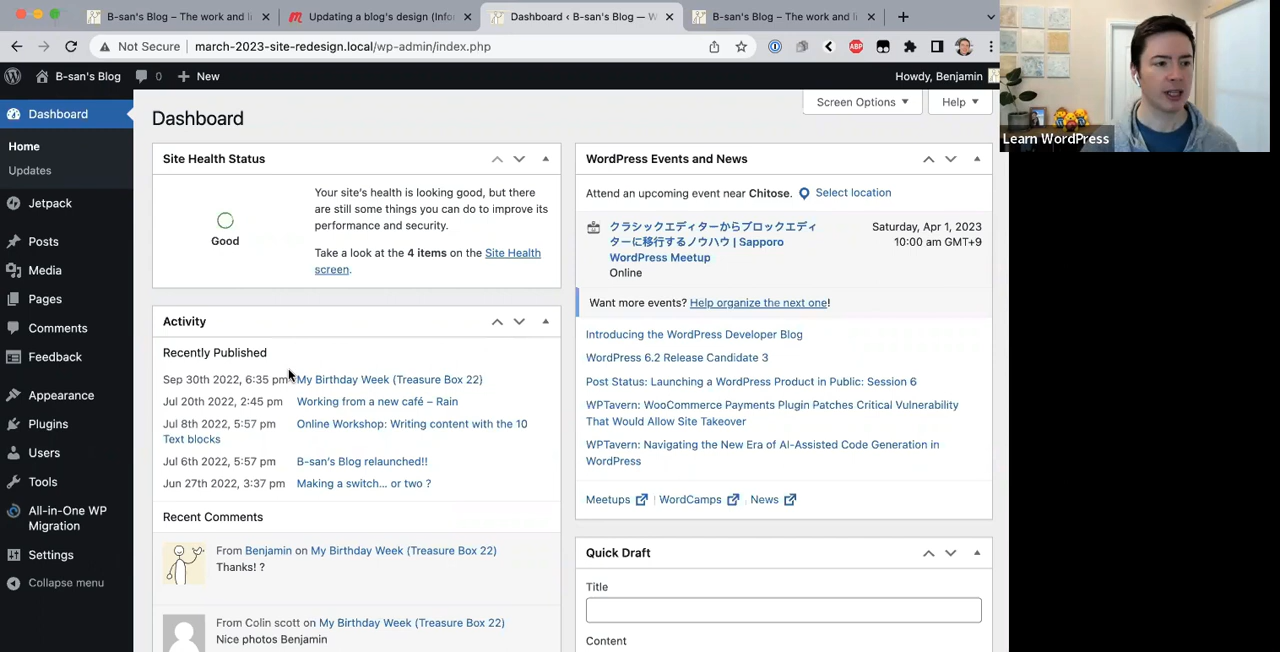 B-san's Blog – The work and li
Updating a blog's design (Infor
Dashboard ‹ B-san's Blog — W
B-san's Blog – The work and li
Not Secure
march-2023-site-redesign.local/wp-admin/index.php
ABP
B-san's Blog
0
New
Howdy, Benjamin
Learn WordPress
Dashboard
Home
Updates
Jetpack
Posts
Media
Pages
Comments
Feedback
Appearance
Plugins
Users
Tools
All-in-One WP
Migration
Settings
Collapse menu
Screen Options
Help
Dashboard
Site Health Status
Good
Your site's health is looking good, but there
are still some things you can do to improve its
performance and security.
Take a look at the 4 items on the Site Health
screen.
Activity
Recently Published
Sep 30th 2022, 6:35 pm My Birthday Week (Treasure Box 22)
Jul 20th 2022, 2:45 pm Working from a new café – Rain
Jul 8th 2022, 5:57 pm Online Workshop: Writing content with the 10
Text blocks
Jul 6th 2022, 5:57 pm B-san's Blog relaunched!!
Jun 27th 2022, 3:37 pm Making a switch... or two ?
Recent Comments
From Benjamin on My Birthday Week (Treasure Box 22)
Thanks! ?
From Colin scott on My Birthday Week (Treasure Box 22)
Nice photos Benjamin
WordPress Events and News
Attend an upcoming event near Chitose. Select location
クラシックエディターからブロックエディ
ターに移行するノウハウ | Sapporo
WordPress Meetup
Online
Saturday, Apr 1, 2023
10:00 am GMT+9
Want more events? Help organize the next one!
Introducing the WordPress Developer Blog
WordPress 6.2 Release Candidate 3
Post Status: Launching a WordPress Product in Public: Session 6
WPTavern: WooCommerce Payments Plugin Patches Critical Vulnerability
That Would Allow Site Takeover
WPTavern: Navigating the New Era of AI-Assisted Code Generation in
WordPress
Meetups | WordCamps | News
Quick Draft
Title
Content